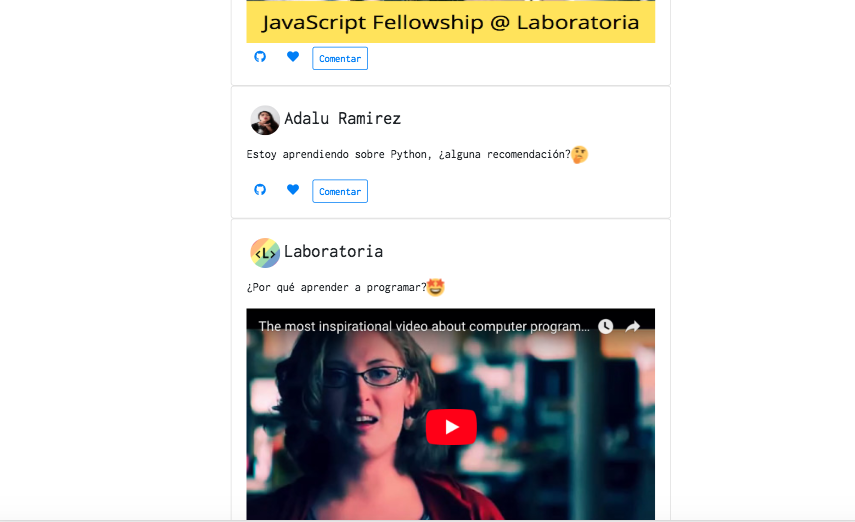 JavaScript Fellowship @ Laboratoria
Comentar
Adalu Ramirez
Estoy aprendiendo sobre Python, ¿alguna recomendación?🤔
Comentar
<L>
Laboratoria
¿Por qué aprender a programar?🤩
The most inspirational video about computer program...